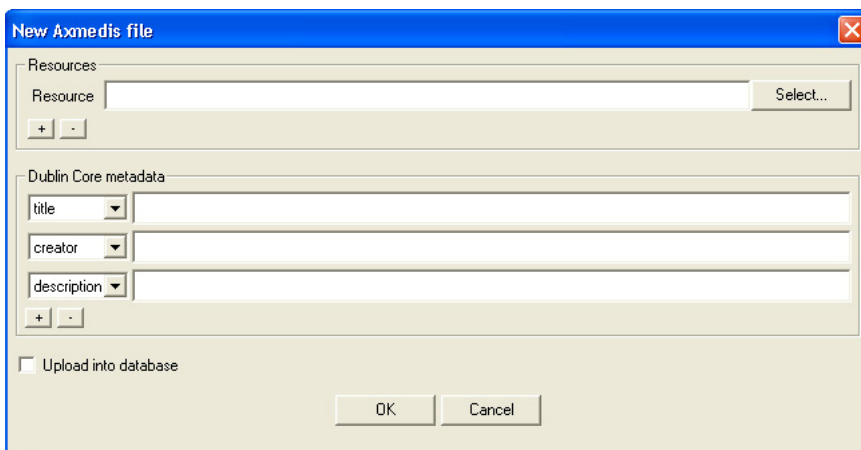 New Axmedis file
Resources
Resource Select...
+ -
Dublin Core metadata
title
creator
description
+ -
Upload into database
OK Cancel